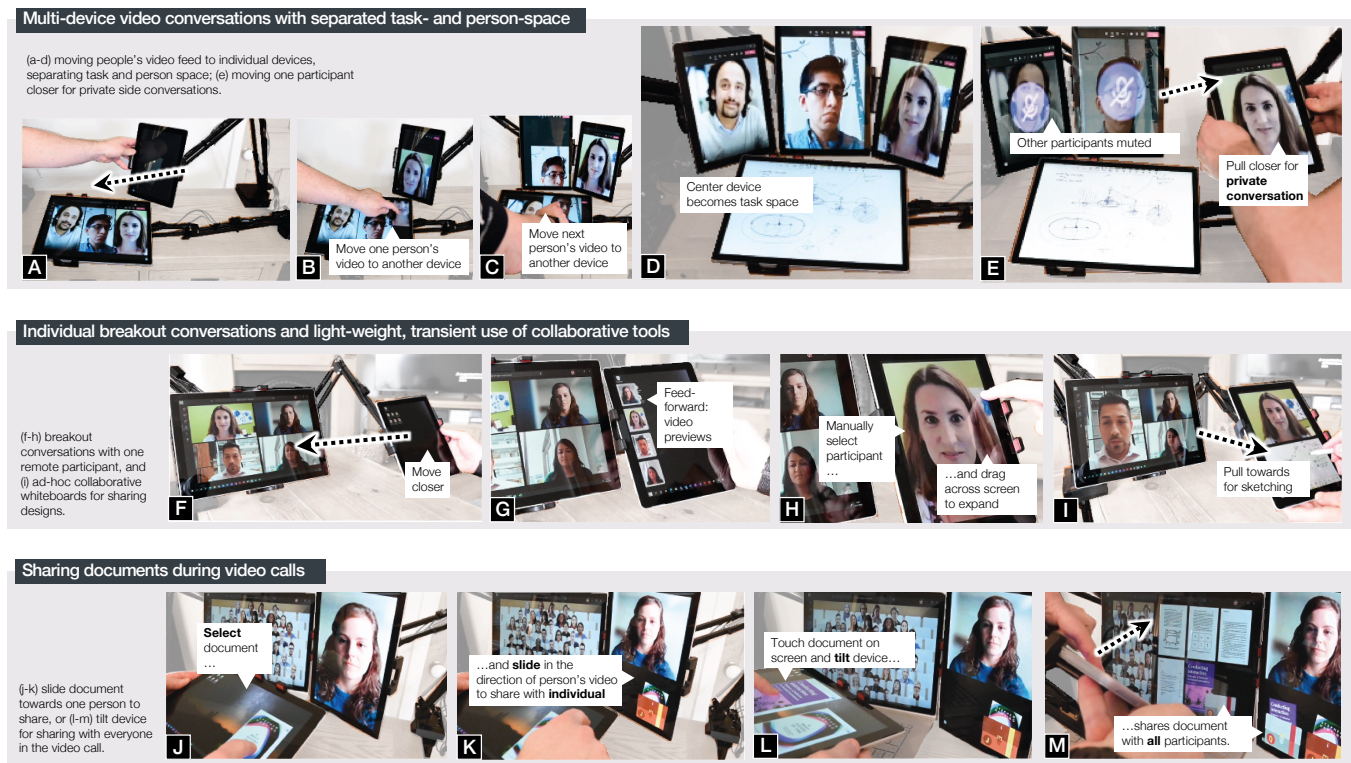 Multi-device video conversations with separated task- and person-space
(a-d) moving people's video feed to individual devices,
separating task and person space; (e) moving one participant
closer for private side conversations.
A
Move one person's
video to another device
B
Move next
person's video to
another device
C
Center device
becomes task space
D
Other participants muted
Pull closer for
private
conversation
E
Individual breakout conversations and light-weight, transient use of collaborative tools
(f-h) breakout
conversations with one
remote participant, and
(i) ad-hoc collaborative
whiteboards for sharing
designs.
Move
closer
F
Feed-
forward:
video
previews
G
Manually
select
participant
...
...and drag
across screen
to expand
H
Pull towards
for sketching
I
Sharing documents during video calls
(j-k) slide document
towards one person to
share, or (l-m) tilt device
for sharing with everyone
in the video call.
Select
document
...
J
...and slide in the
direction of person's video
to share with individual
K
Touch document on
screen and tilt device...
L
...shares document
with all participants.
M